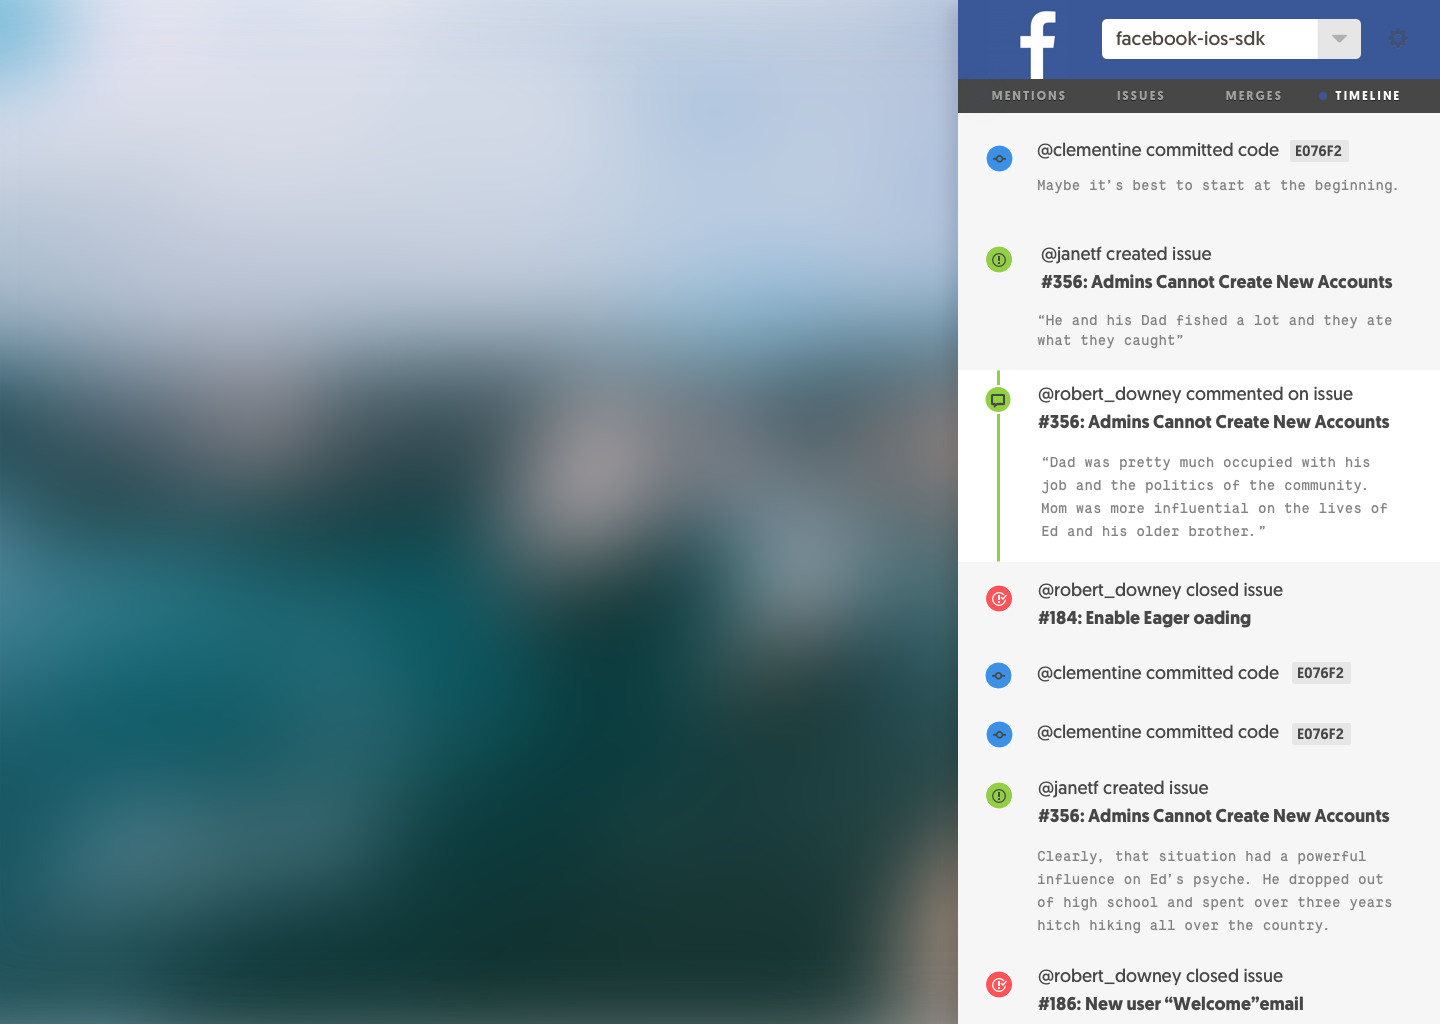 f
facebook-ios-sdk
MENTIONS ISSUES MERGES TIMELINE
@clementine committed code E076F2
Maybe it's best to start at the beginning.
@janetf created issue
#356: Admins Cannot Create New Accounts
“He and his Dad fished a lot and they ate
what they caught”
@robert_downey commented on issue
#356: Admins Cannot Create New Accounts
“Dad was pretty much occupied with his
job and the politics of the community.
Mom was more influential on the lives of
Ed and his older brother.”
@robert_downey closed issue
#184: Enable Eager oading
@clementine committed code E076F2
@clementine committed code E076F2
@janetf created issue
#356: Admins Cannot Create New Accounts
Clearly, that situation had a powerful
influence on Ed's psyche. He dropped out
of high school and spent over three years
hitch hiking all over the country.
@robert_downey closed issue
#186: New user “Welcome”email